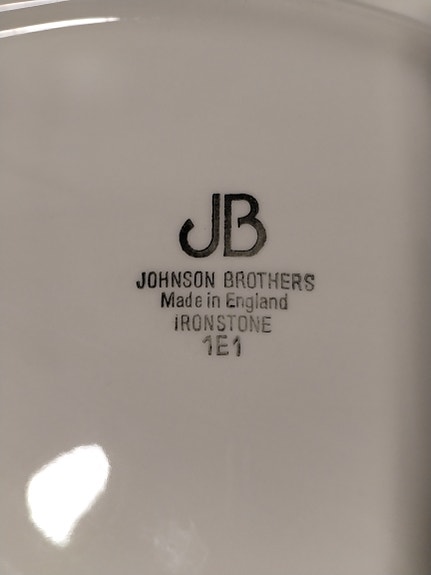 JB
JOHNSON BROTHERS
Made in England
IRONSTONE
1E1